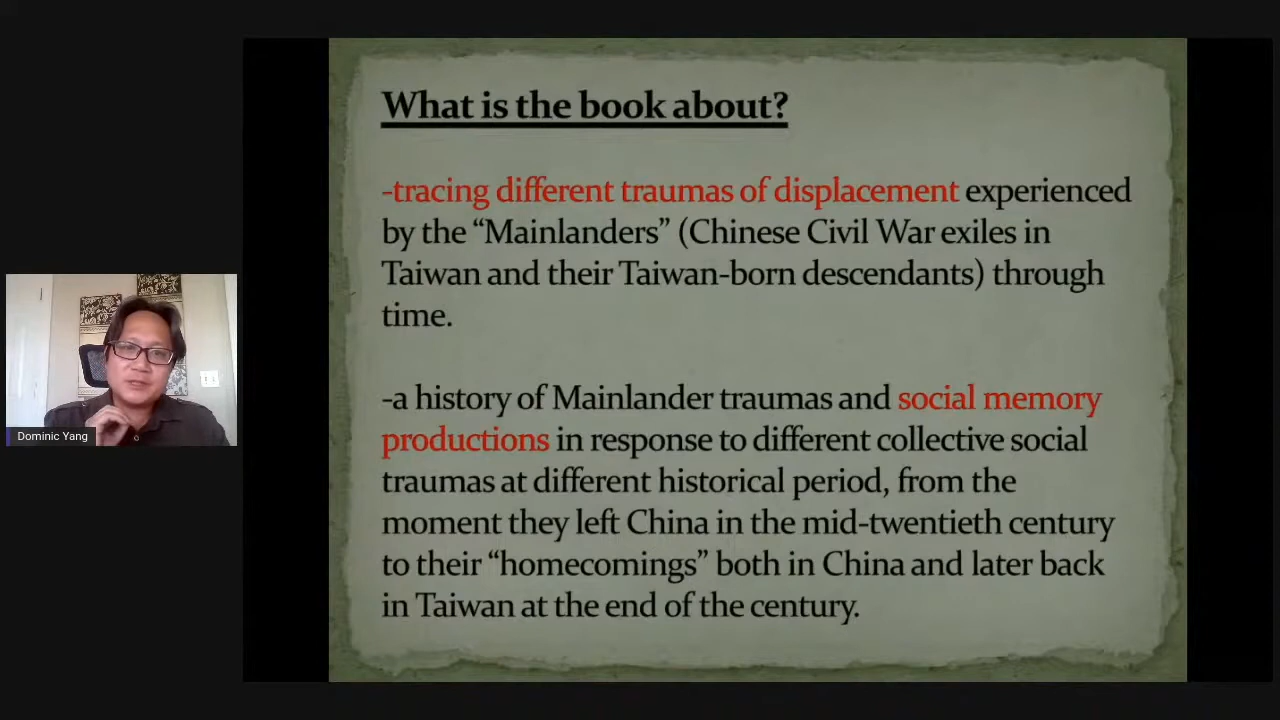 What is the book about?
-tracing different traumas of displacement experienced
by the “Mainlanders” (Chinese Civil War exiles in
Taiwan and their Taiwan-born descendants) through
time.
-a history of Mainlander traumas and social memory
productions in response to different collective social
traumas at different historical period, from the
moment they left China in the mid-twentieth century
to their “homecomings” both in China and later back
in Taiwan at the end of the century.
Dominic Yang